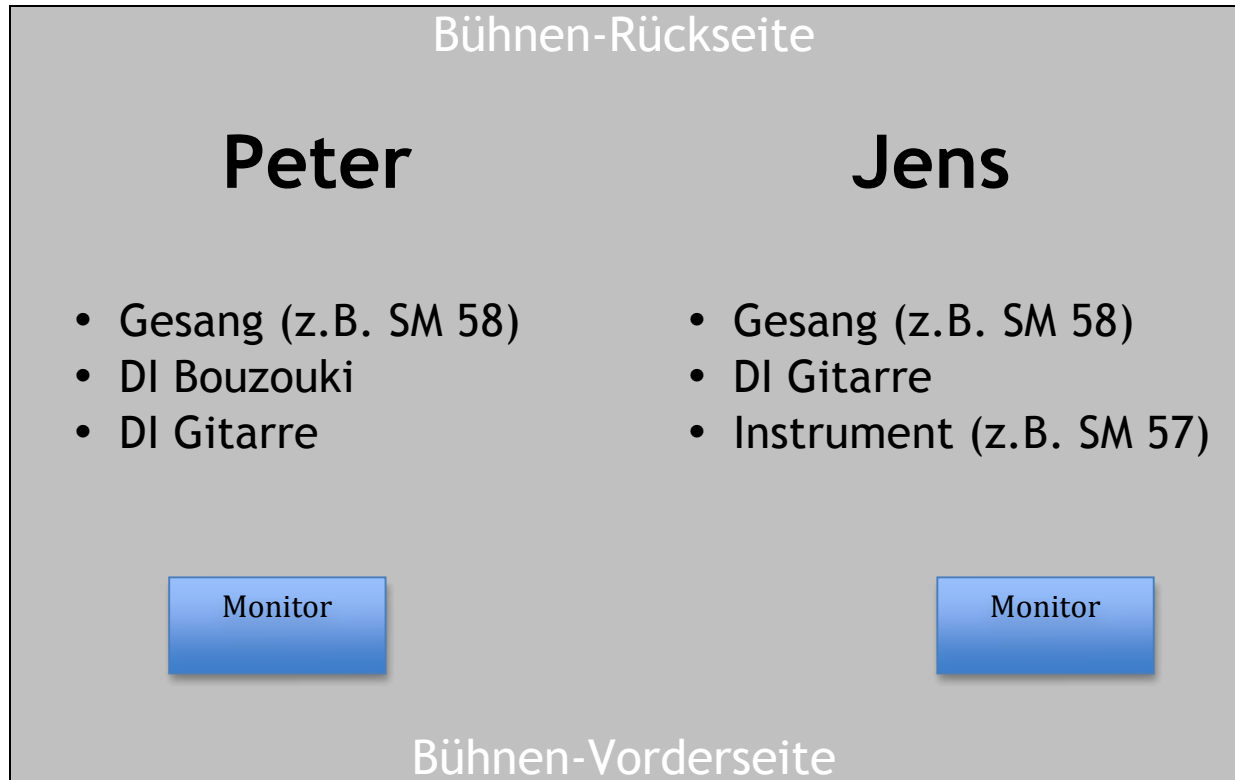 Bühnen-Rückseite
Peter
• Gesang (z.B. SM 58)
• DI Bouzouki
• DI Gitarre
Jens
• Gesang (z.B. SM 58)
• DI Gitarre
• Instrument (z.B. SM 57)
Monitor
Monitor
Bühnen-Vorderseite